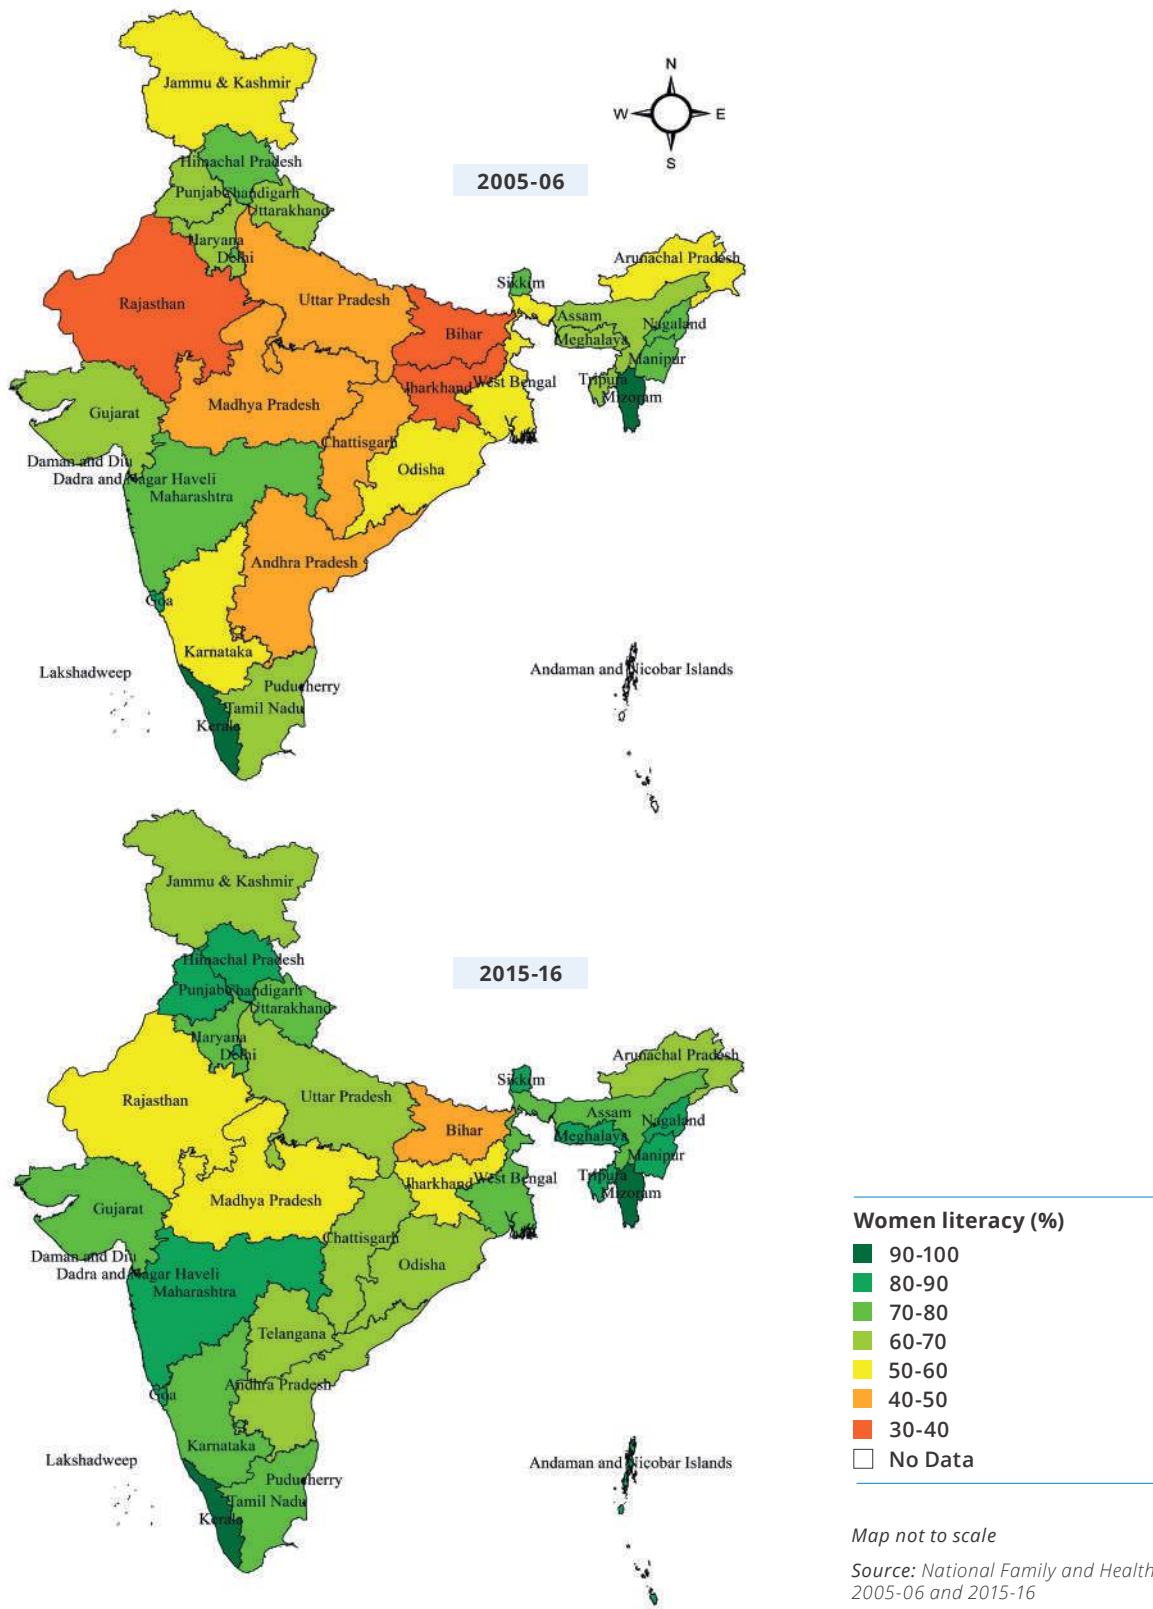 Jammu & Kashmir
N
W
E
S
Himachal Pradesh
2005-06
Punjab
Chandigarh
Uttarakhand
Haryana
Delhi
Arunachal Pradesh
Sikkim
Rajasthan
Uttar Pradesh
Assam
Nagaland
Bihar
Meghalaya
Manipur
Tripura
Jharkhand
West Bengal
Mizoram
Gujarat
Madhya Pradesh
Chattisgarh
Daman and Diu
Odisha
Dadra and Nagar Haveli
Maharashtra
Andhra Pradesh
Goa
Karnataka
Lakshadweep
Andaman and Nicobar Islands
Puducherry
Tamil Nadu
Kerala
Jammu & Kashmir
Himachal Pradesh
2015-16
Punjab
Chandigarh
Uttarakhand
Haryana
Delhi
Arunachal Pradesh
Sikkim
Rajasthan
Uttar Pradesh
Assam
Nagaland
Bihar
Meghalaya
Manipur
Tripura
Jharkhand
West Bengal
Mizoram
Madhya Pradesh
Gujarat
Chattisgarh
Daman and Diu
Odisha
Dadra and Nagar Haveli
Maharashtra
Telangana
Andhra Pradesh
Goa
Karnataka
Lakshadweep
Andaman and Nicobar Islands
Puducherry
Tamil Nadu
Kerala
Women literacy (%)
90-100
80-90
70-80
60-70
50-60
40-50
30-40
No Data
Map not to scale
Source: National Family and Health
2005-06 and 2015-16